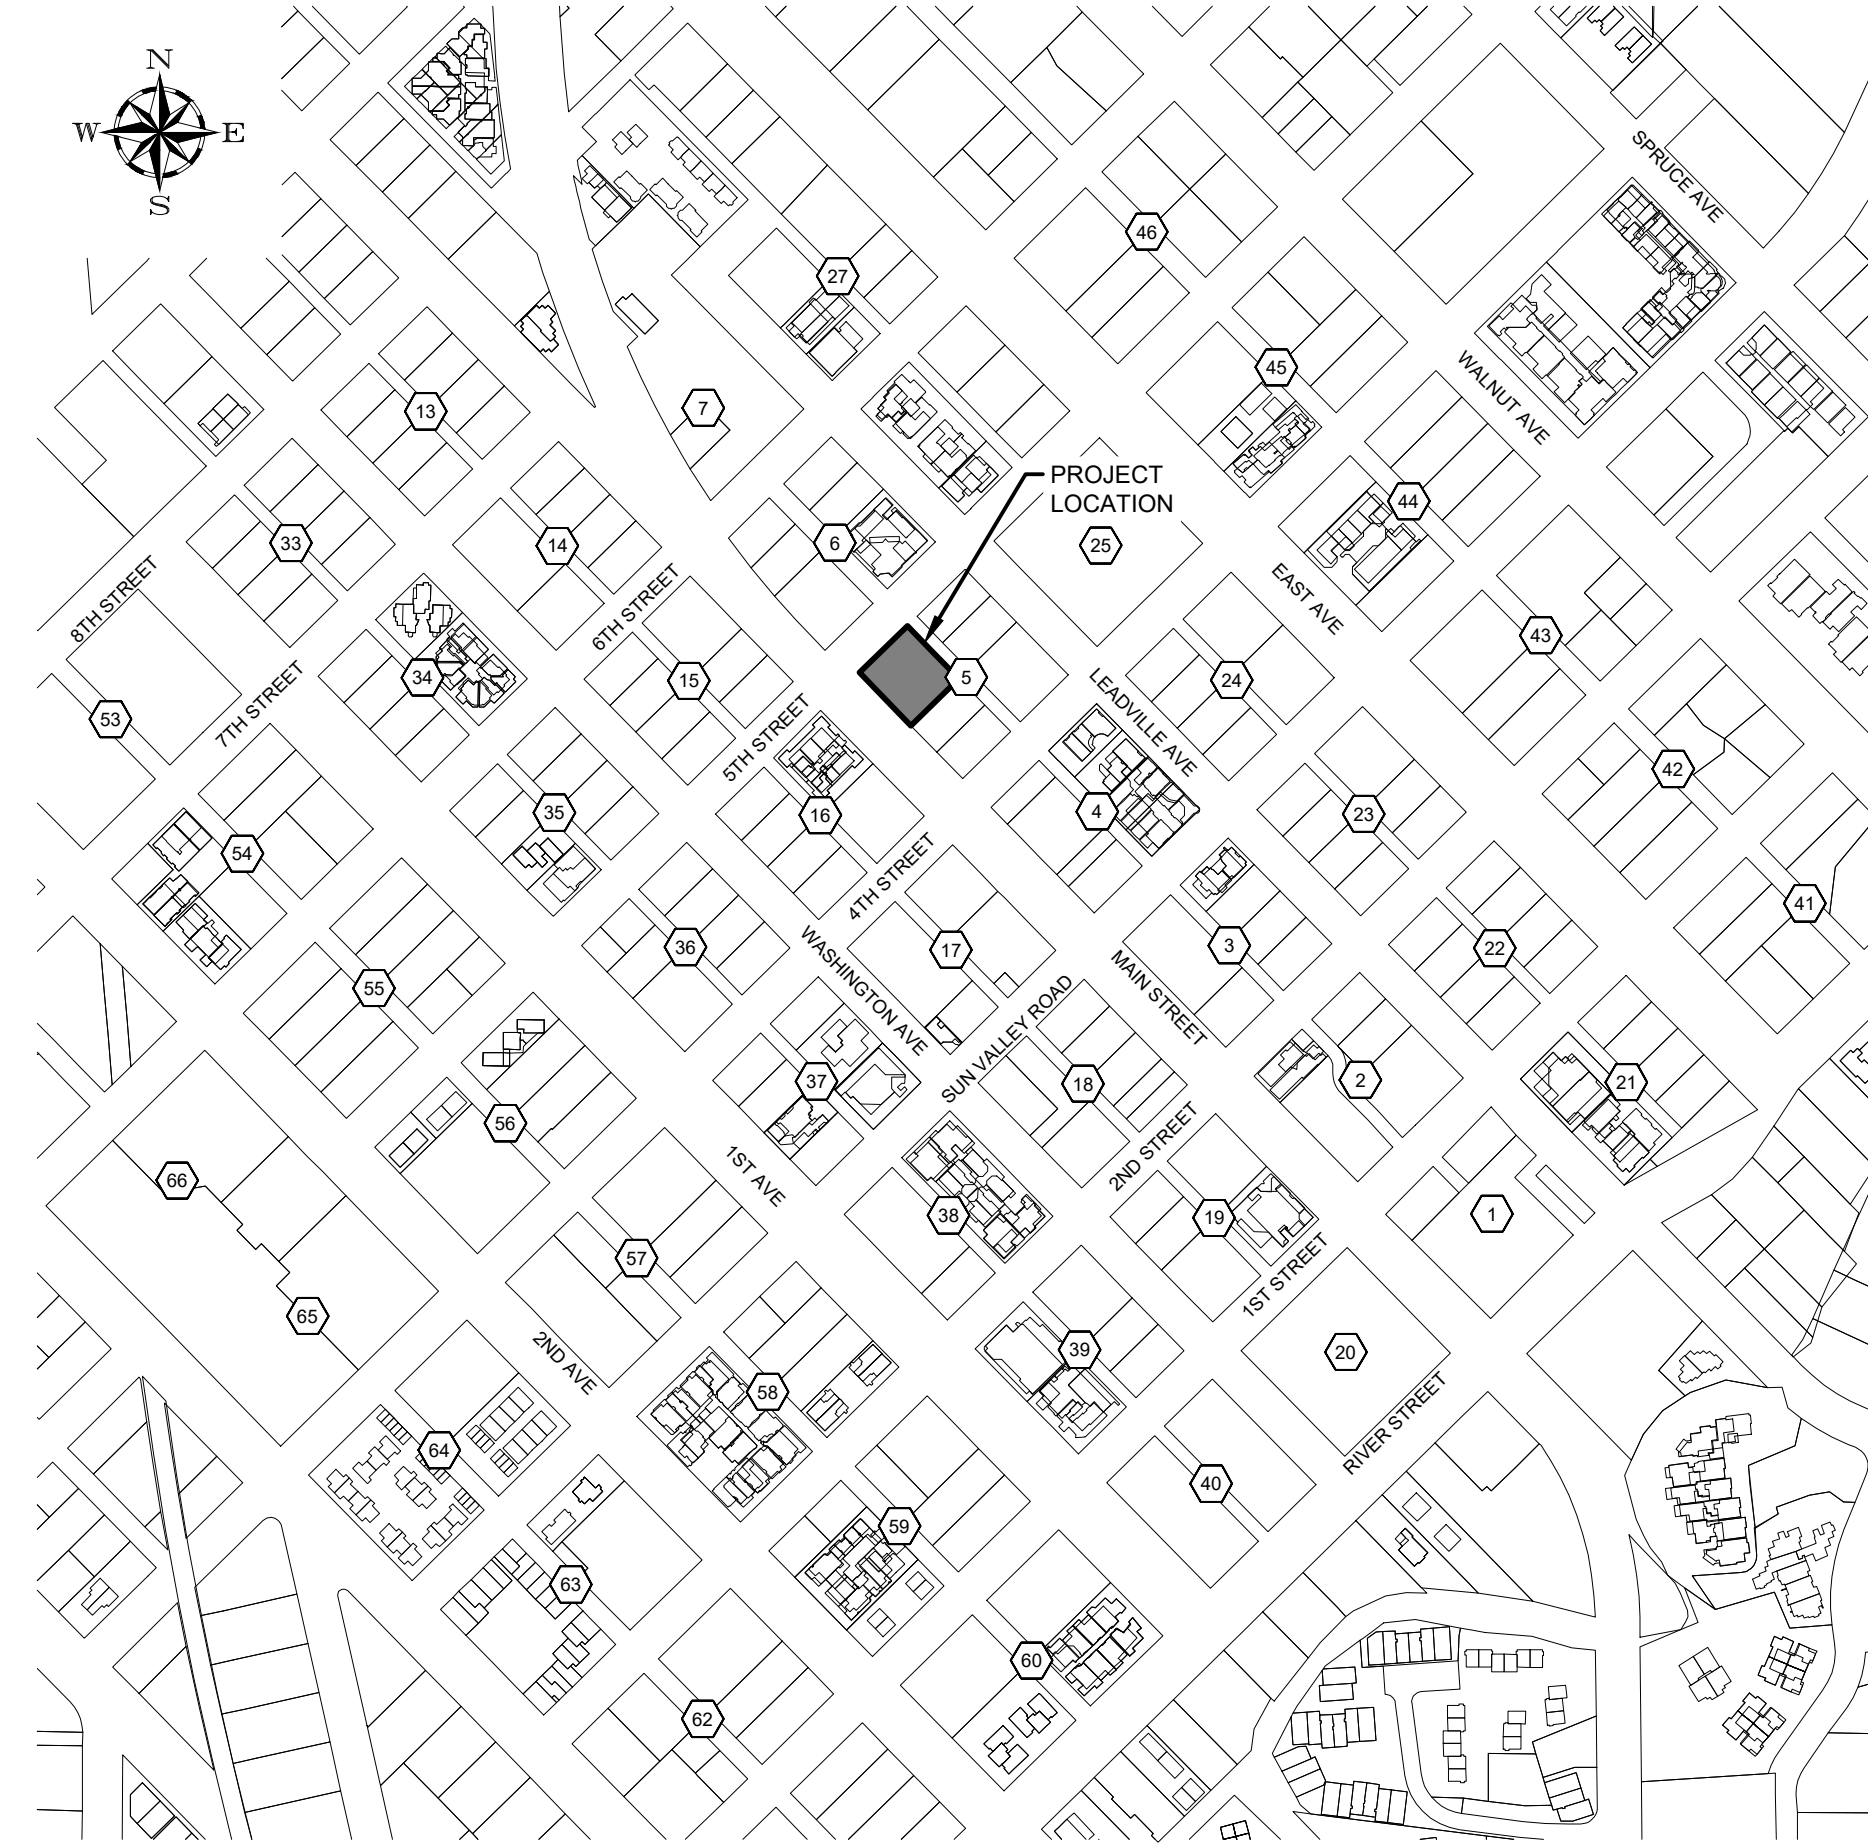 N
W
E
S
SPRUCE AVE
46
27
WALNUT AVE
45
7
13
PROJECT
LOCATION
44
33
14
6
25
8TH STREET
6TH STREET
EAST AVE
43
34
15
5
24
LEADVILLE AVE
7TH STREET
53
5TH STREET
42
35
16
4
23
54
4TH STREET
41
36
17
3
22
WASHINGTON AVE
MAIN STREET
55
SUN VALLEY ROAD
37
18
2
21
56
2ND STREET
1ST AVE
66
38
19
1
57
1ST STREET
65
2ND AVE
39
20
58
RIVER STREET
64
40
59
63
60
62